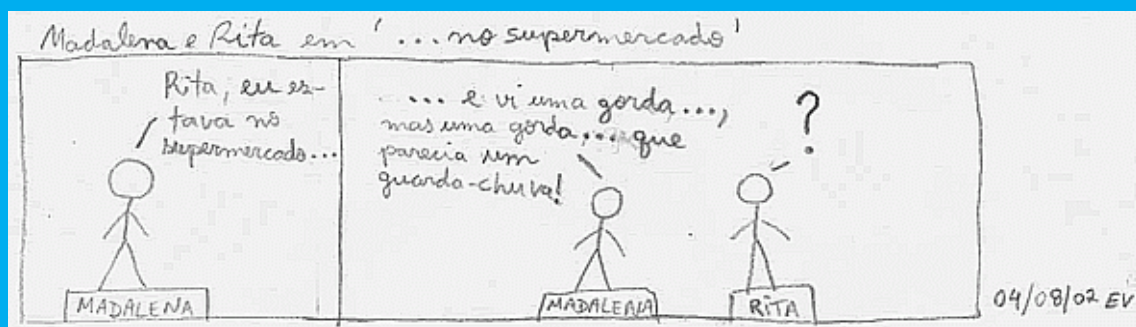 Madalena e Rita em '...no supermercado'
Rita, eu es-
tava no
supermercado...
MADALENA
... e vi uma gorda...,
mas uma gorda,... que
parecia um
guarda-chuva!
MADALENA
?
RITA
04/08/02 EV